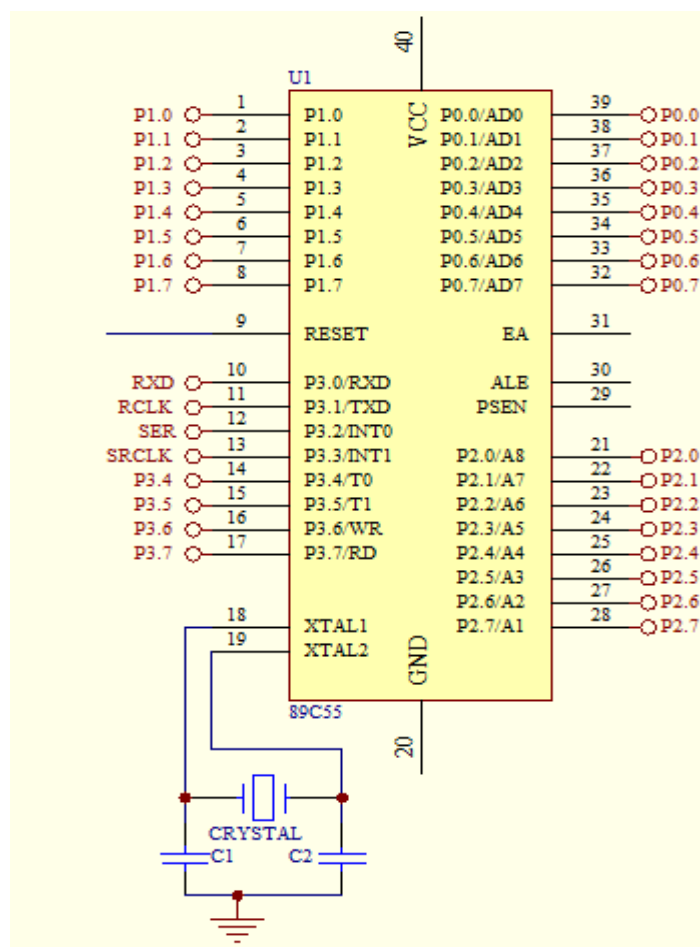 40
U1
VCC
P1.0 1 P1.0 P0.0/AD0 39 P0.0
P1.1 2 P1.1 P0.1/AD1 38 P0.1
P1.2 3 P1.2 P0.2/AD2 37 P0.2
P1.3 4 P1.3 P0.3/AD3 36 P0.3
P1.4 5 P1.4 P0.4/AD4 35 P0.4
P1.5 6 P1.5 P0.5/AD5 34 P0.5
P1.6 7 P1.6 P0.6/AD6 33 P0.6
P1.7 8 P1.7 P0.7/AD7 32 P0.7
9 RESET EA 31
RXD 10 P3.0/RXD ALE 30
RCLK 11 P3.1/TXD PSEN 29
SER 12 P3.2/INT0
SRCLK 13 P3.3/INT1 P2.0/A8 21 P2.0
P3.4 14 P3.4/T0 P2.1/A7 22 P2.1
P3.5 15 P3.5/T1 P2.2/A6 23 P2.2
P3.6 16 P3.6/WR P2.3/A5 24 P2.3
P3.7 17 P3.7/RD P2.4/A4 25 P2.4
P2.5/A3 26 P2.5
P2.6/A2 27 P2.6
18 XTAL1 P2.7/A1 28 P2.7
19 XTAL2
GND
89C55
20
CRYSTAL
C1 C2